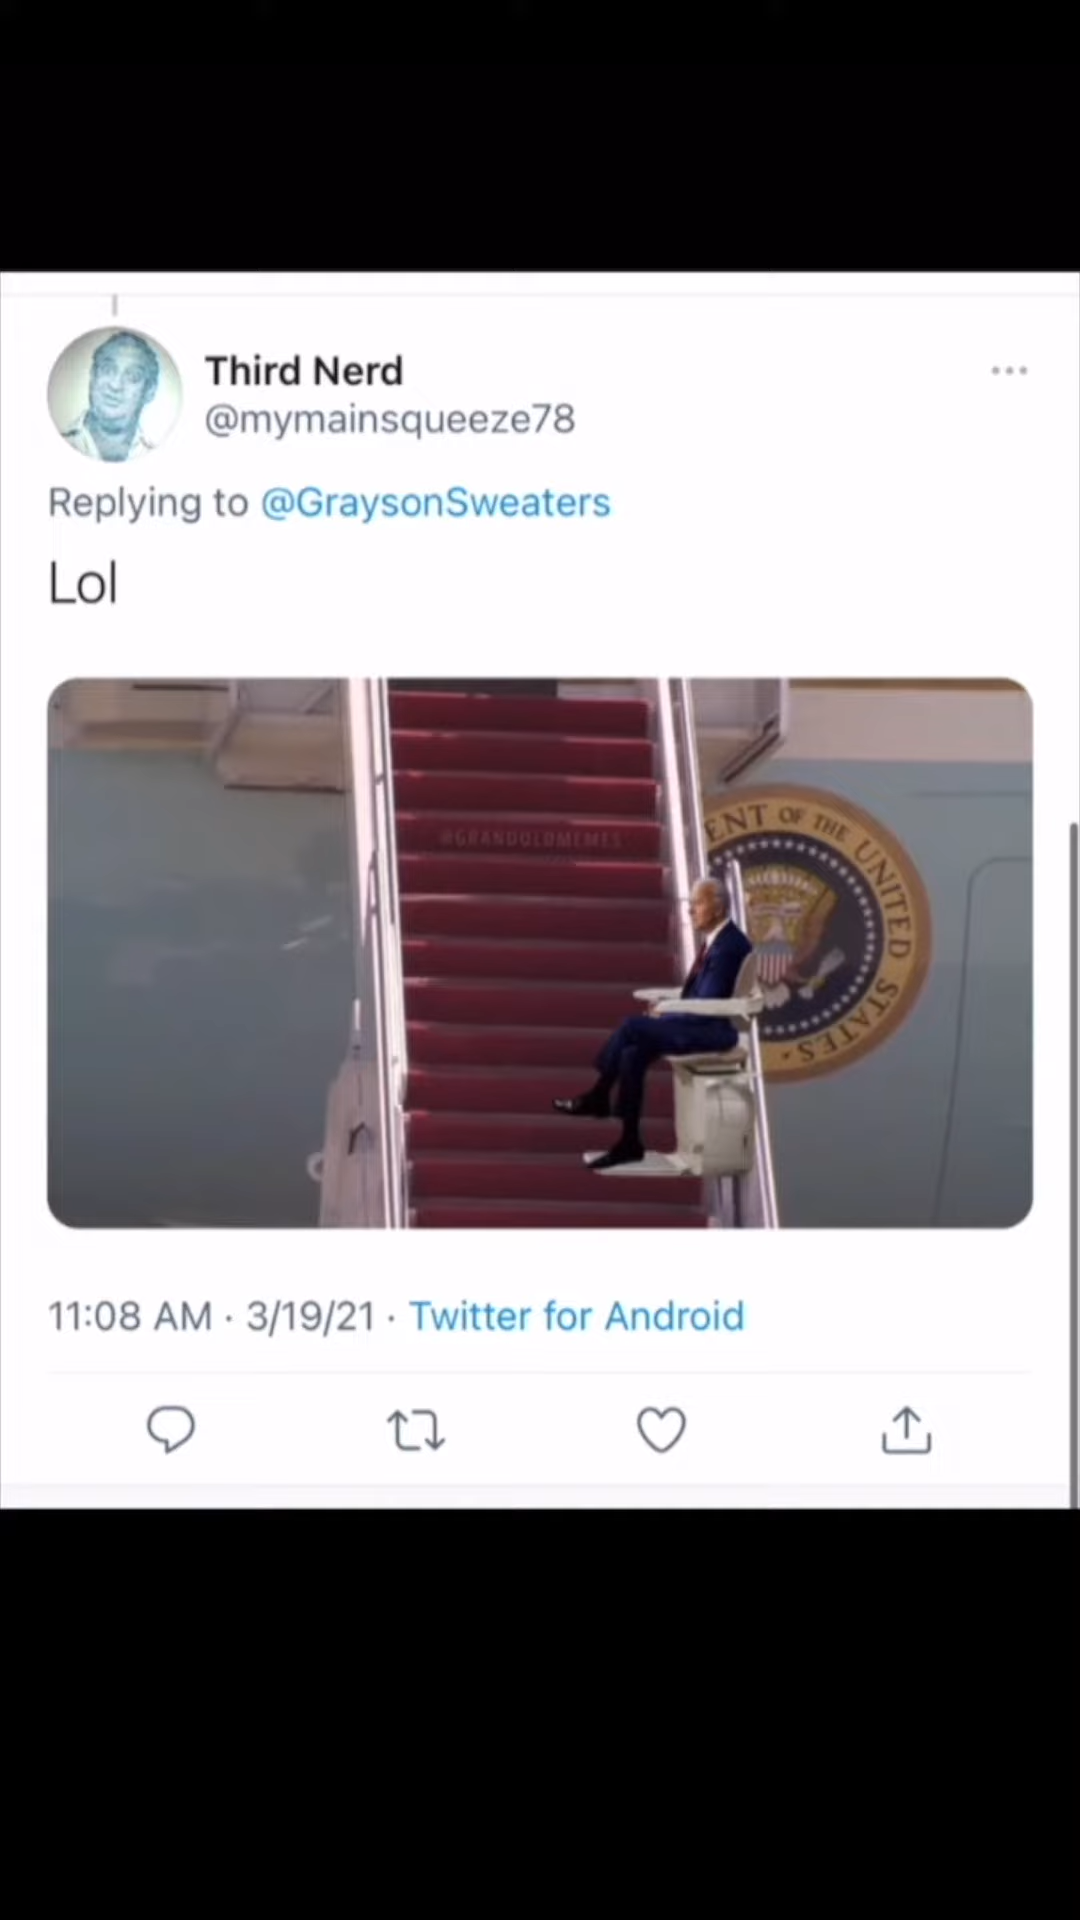 Third Nerd
@mymainsqueeze78
Replying to @GraysonSweaters
Lol
@GRANDOLDMEMES
ENT OF THE UNITED STATES
11:08 AM · 3/19/21 · Twitter for Android